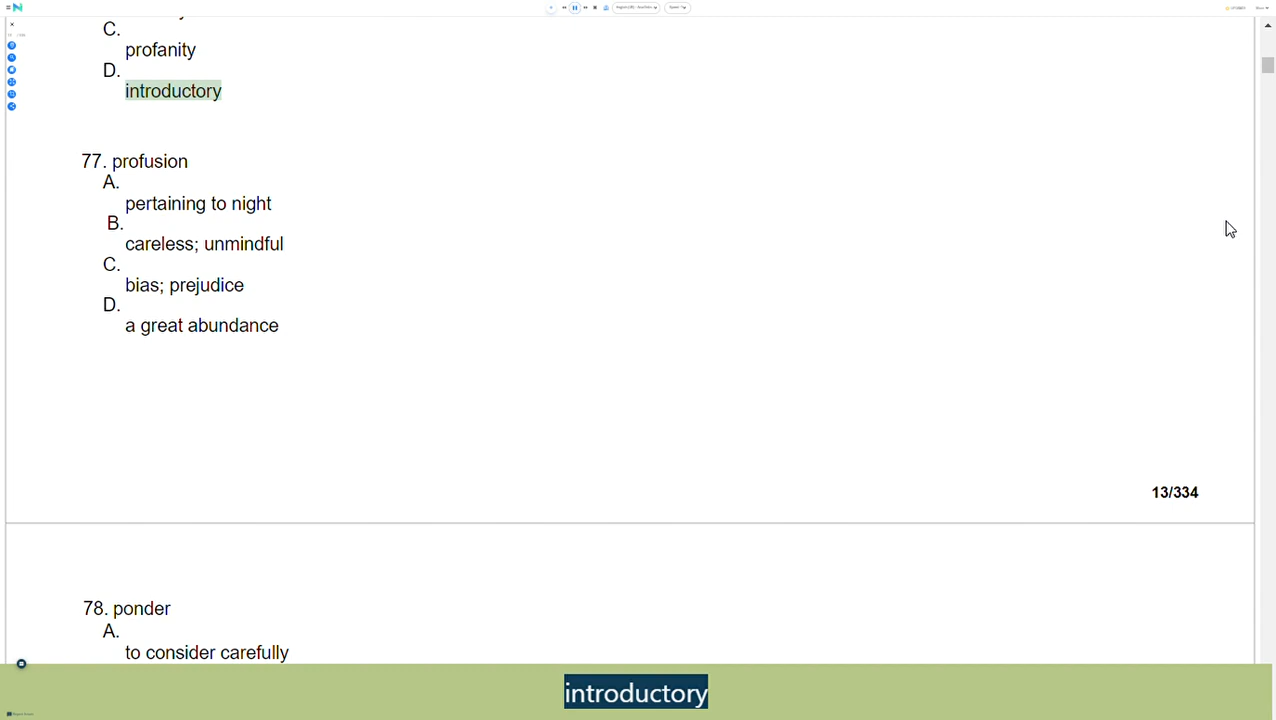 C.
profanity
D.
introductory
77. profusion
A.
pertaining to night
B.
careless; unmindful
C.
bias; prejudice
D.
a great abundance
13/334
78. ponder
A.
to consider carefully
introductory